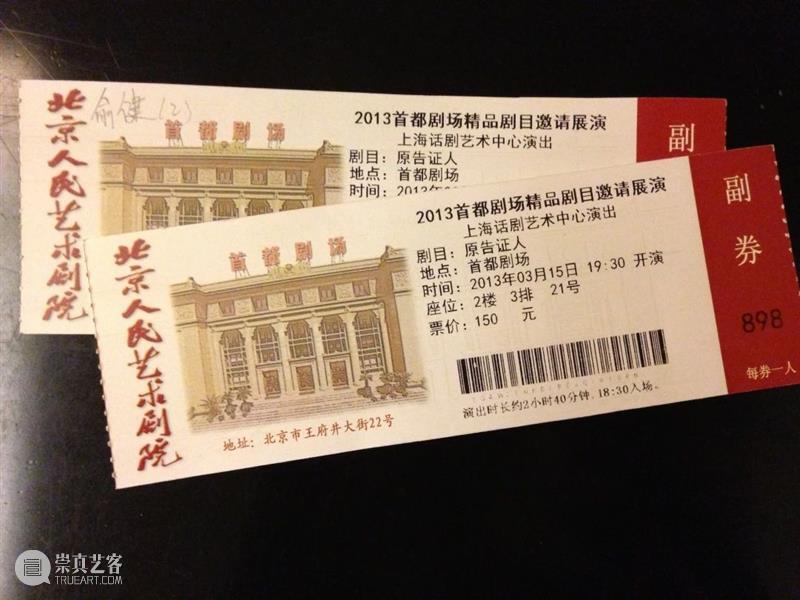 北京人民艺术剧院
俞健(2)
首都剧场
2013首都剧场精品剧目邀请展演
上海话剧艺术中心演出
剧目：原告证人
地点：首都剧场
时间：2013年
副
北京人民艺术剧院
首都剧场
地址：北京市王府井大街22号
2013首都剧场精品剧目邀请展演
上海话剧艺术中心演出
剧目：原告证人
地点：首都剧场
时间：2013年03月15日 19:30 开演
座位：2楼 3排 21号
票价：150 元
演出时长约2小时40分钟，18:30入场。
副券
898
每券一人
崇真艺客
TRUEART.COM